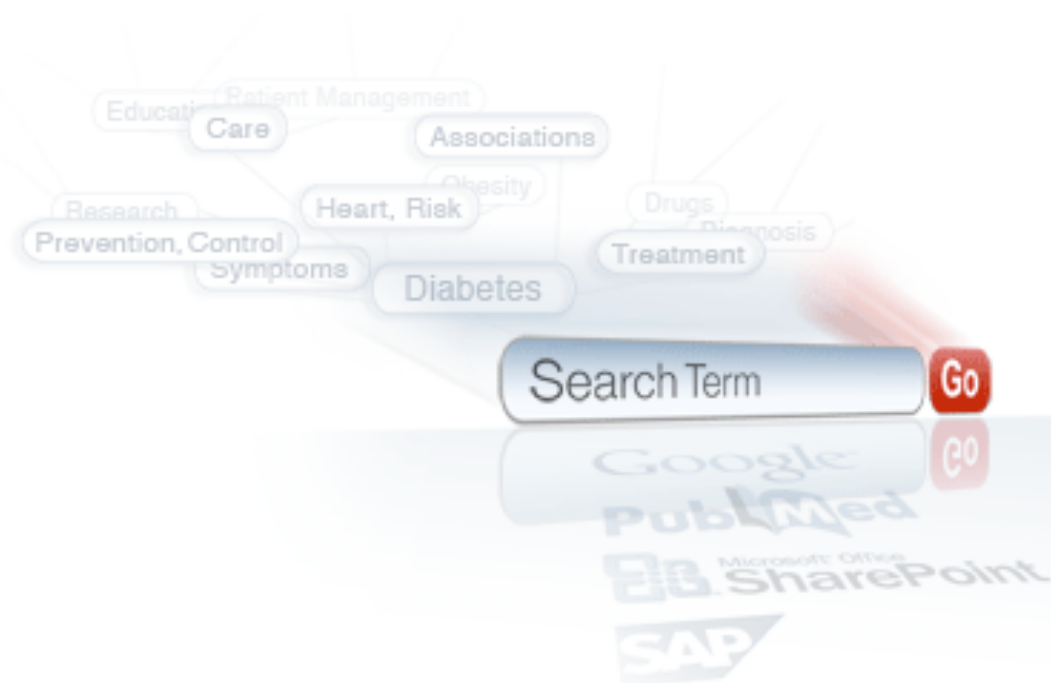 Patient Management
Care
Associations
Obesity
Heart, Risk
Research
Drugs
Diagnosis
Prevention, Control
Treatment
Symptoms
Diabetes
Search Term
Go
Google
Go
PubMed
Microsoft Office
SharePoint
SAP